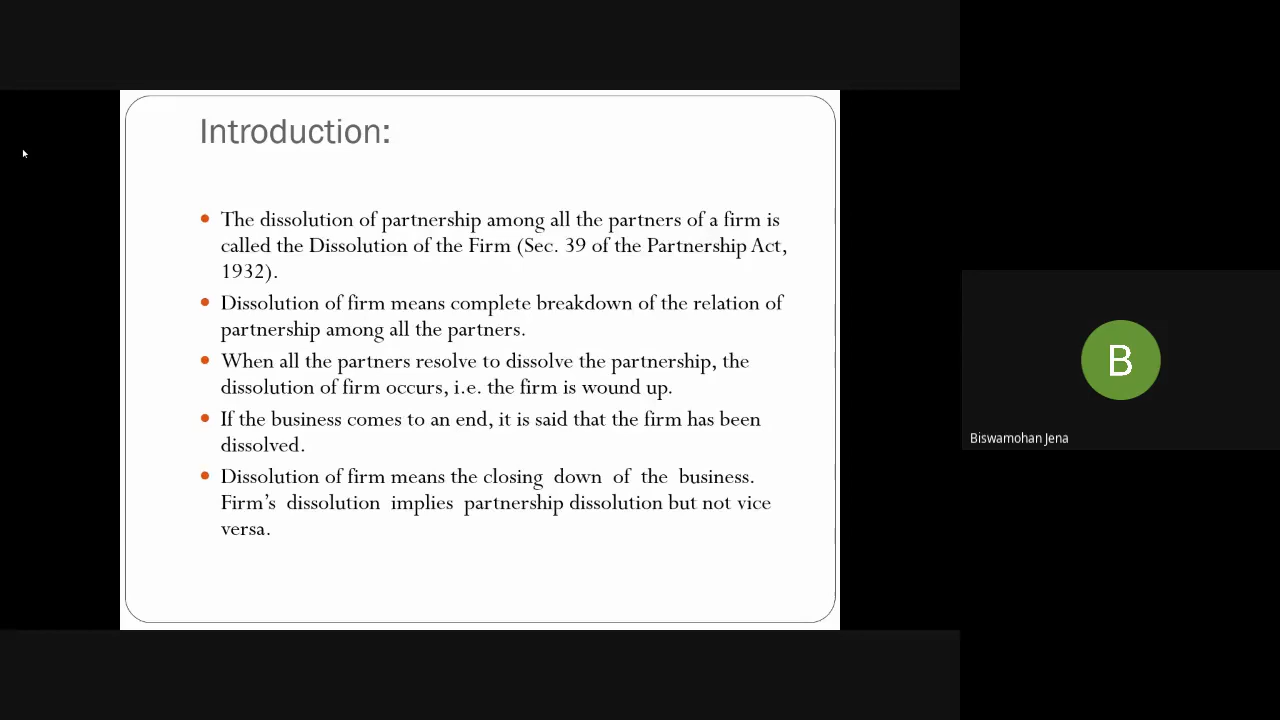 Introduction:
The dissolution of partnership among all the partners of a firm is
called the Dissolution of the Firm (Sec. 39 of the Partnership Act,
1932).
Dissolution of firm means complete breakdown of the relation of
partnership among all the partners.
When all the partners resolve to dissolve the partnership, the
dissolution of firm occurs, i.e. the firm is wound up.
If the business comes to an end, it is said that the firm has been
dissolved.
Dissolution of firm means the closing down of the business.
Firm's dissolution implies partnership dissolution but not vice
versa.
B
Biswamohan Jena